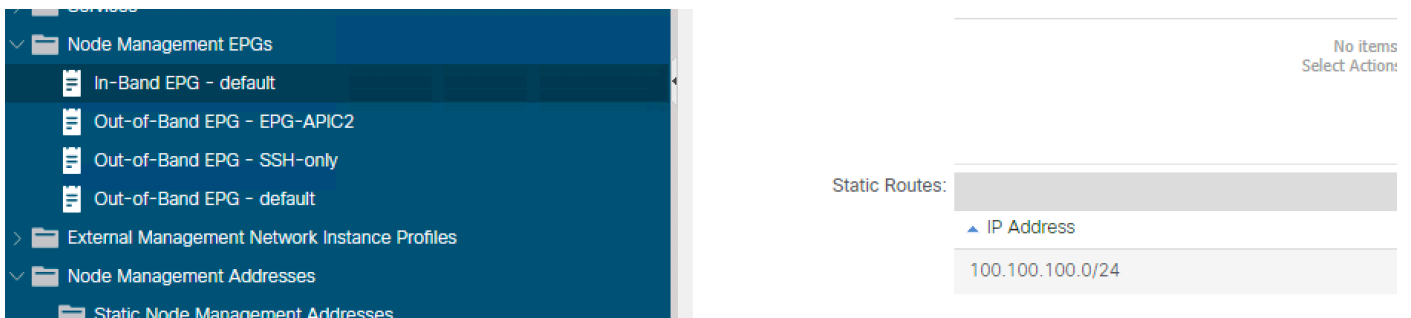 Services
Node Management EPGs
In-Band EPG - default
Out-of-Band EPG - EPG-APIC2
Out-of-Band EPG - SSH-only
Out-of-Band EPG - default
External Management Network Instance Profiles
Node Management Addresses
Static Node Management Addresses
No items
Select Actions
Static Routes:
IP Address
100.100.100.0/24